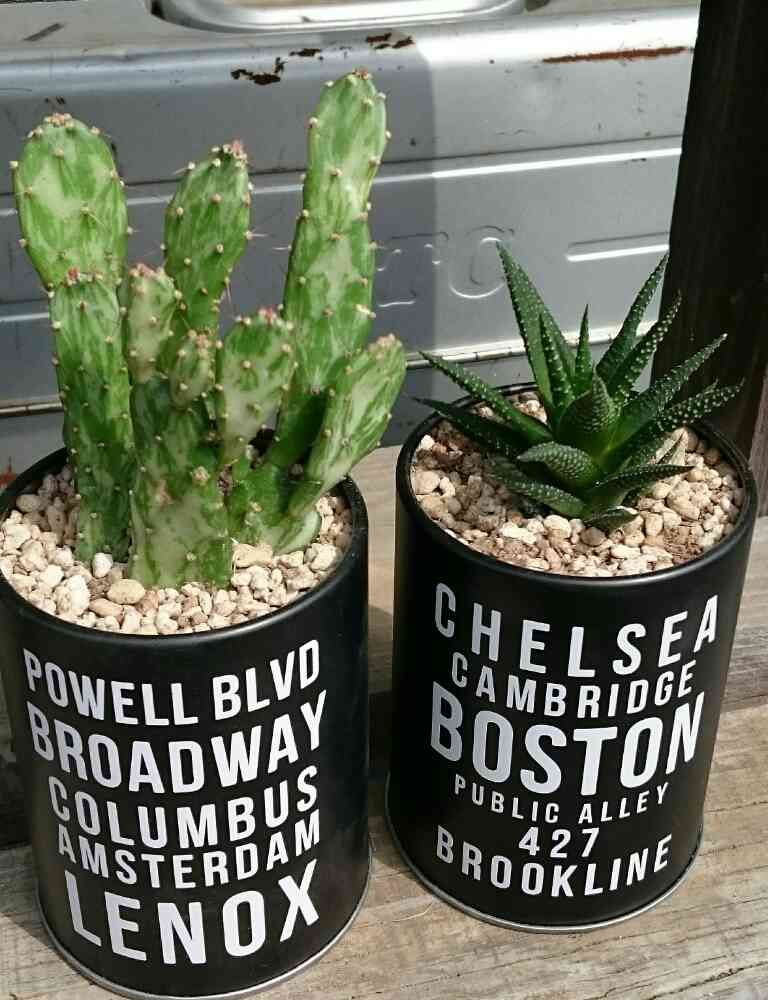 POWELL BLVD
BROADWAY
COLUMBUS
AMSTERDAM
LENOX
CHELSEA
CAMBRIDGE
BOSTON
PUBLIC ALLEY
427
BROOKLINE